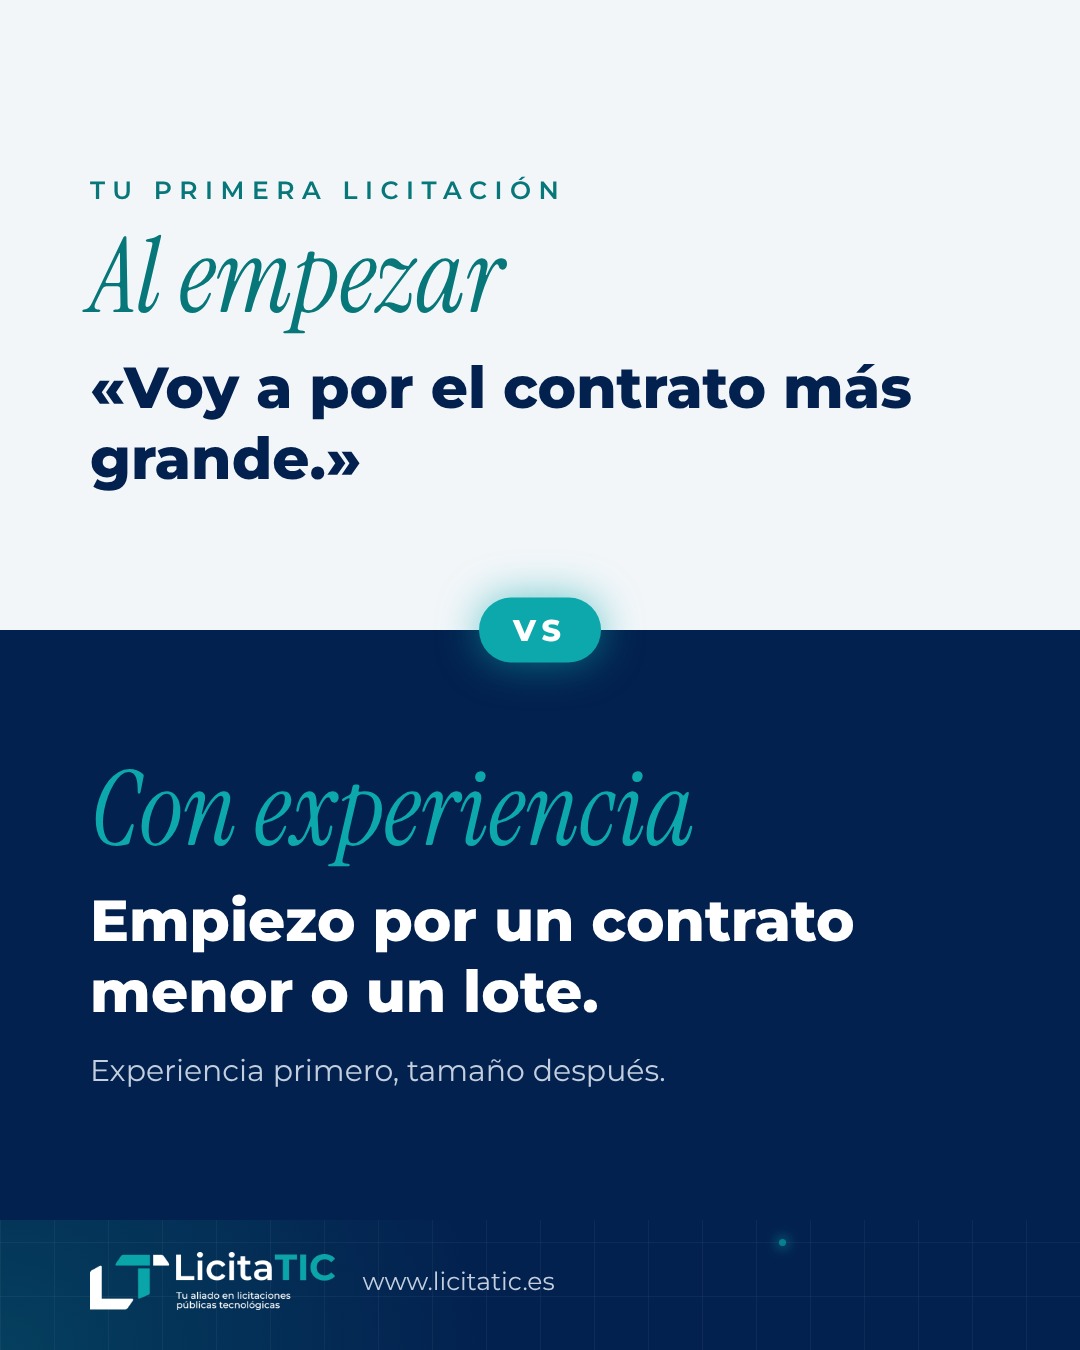 TU PRIMERA LICITACIÓN
Al empezar
«Voy a por el contrato más
grande.»
VS
Con experiencia
Empiezo por un contrato
menor o un lote.
Experiencia primero, tamaño después.
LicitaTIC
Tu aliado en licitaciones
públicas tecnológicas
www.licitatic.es